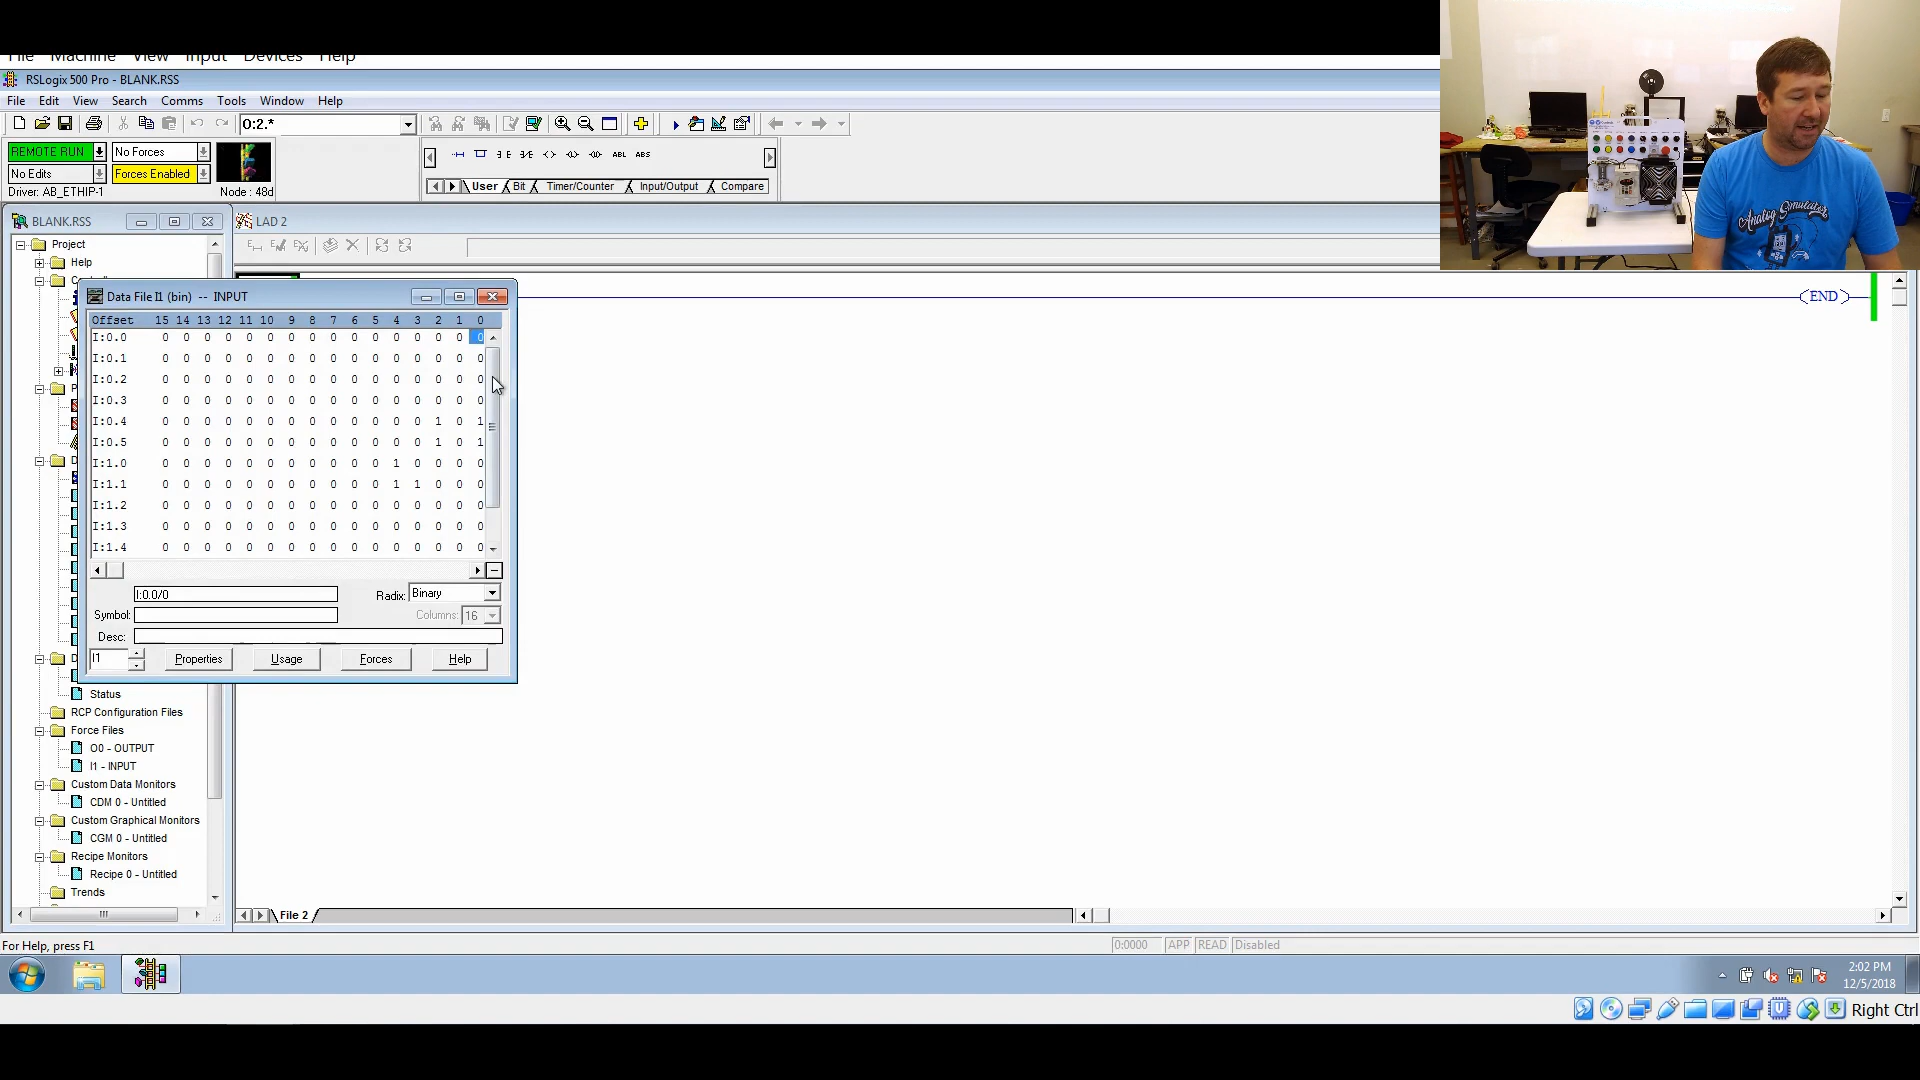 File Machine View Input Devices Help
RSLogix 500 Pro - BLANK.RSS
File Edit View Search Comms Tools Window Help
O:2.*
REMOTE RUN No Forces
No Edits Forces Enabled
Driver: AB_ETHIP-1 Node : 48d
ABL ABS
User Bit Timer/Counter Input/Output Compare
BLANK.RSS
LAD 2
Project
Help
END
Data File I1 (bin) -- INPUT
Offset 15 14 13 12 11 10 9 8 7 6 5 4 3 2 1 0
I:0.0 0 0 0 0 0 0 0 0 0 0 0 0 0 0 0 0
I:0.1 0 0 0 0 0 0 0 0 0 0 0 0 0 0 0 0
I:0.2 0 0 0 0 0 0 0 0 0 0 0 0 0 0 0 0
I:0.3 0 0 0 0 0 0 0 0 0 0 0 0 0 0 0 0
I:0.4 0 0 0 0 0 0 0 0 0 0 0 0 0 1 0 1
I:0.5 0 0 0 0 0 0 0 0 0 0 0 0 0 1 0 1
I:1.0 0 0 0 0 0 0 0 0 0 0 0 1 0 0 0 0
I:1.1 0 0 0 0 0 0 0 0 0 0 0 1 1 0 0 0
I:1.2 0 0 0 0 0 0 0 0 0 0 0 0 0 0 0 0
I:1.3 0 0 0 0 0 0 0 0 0 0 0 0 0 0 0 0
I:1.4 0 0 0 0 0 0 0 0 0 0 0 0 0 0 0 0
I:0.0/0 Radix: Binary
Symbol: Columns: 16
Desc:
I1 Properties Usage Forces Help
Status
RCP Configuration Files
Force Files
O0 - OUTPUT
I1 - INPUT
Custom Data Monitors
CDM 0 - Untitled
Custom Graphical Monitors
CGM 0 - Untitled
Recipe Monitors
Recipe 0 - Untitled
Trends
File 2
For Help, press F1
0:0000 APP READ Disabled
2:02 PM
12/5/2018
Right Ctrl
Analog Simulator